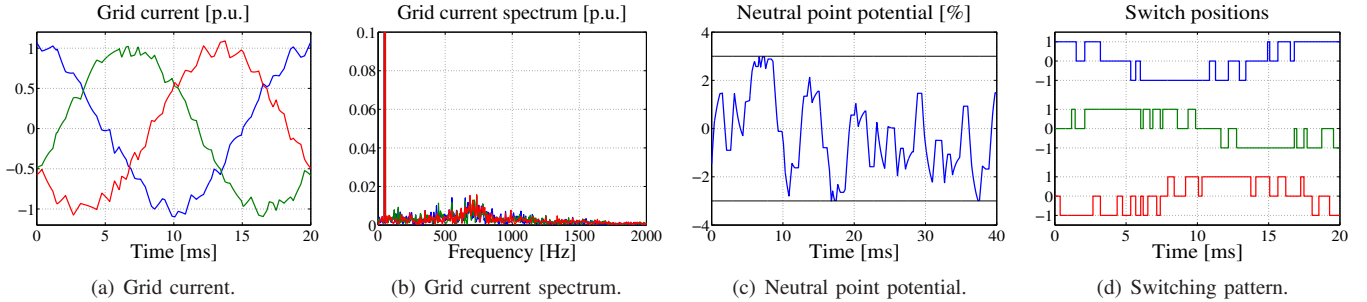 Grid current [p.u.]
1
0.5
0
−0.5
−1
0 5 10 15 20
Time [ms]
(a) Grid current.
Grid current spectrum [p.u.]
0.1
0.08
0.06
0.04
0.02
0
0 500 1000 1500 2000
Frequency [Hz]
(b) Grid current spectrum.
Neutral point potential [%]
4
2
0
−2
−4
0 10 20 30 40
Time [ms]
(c) Neutral point potential.
Switch positions
1
0
−1
1
0
−1
1
0
−1
0 5 10 15 20
Time [ms]
(d) Switching pattern.